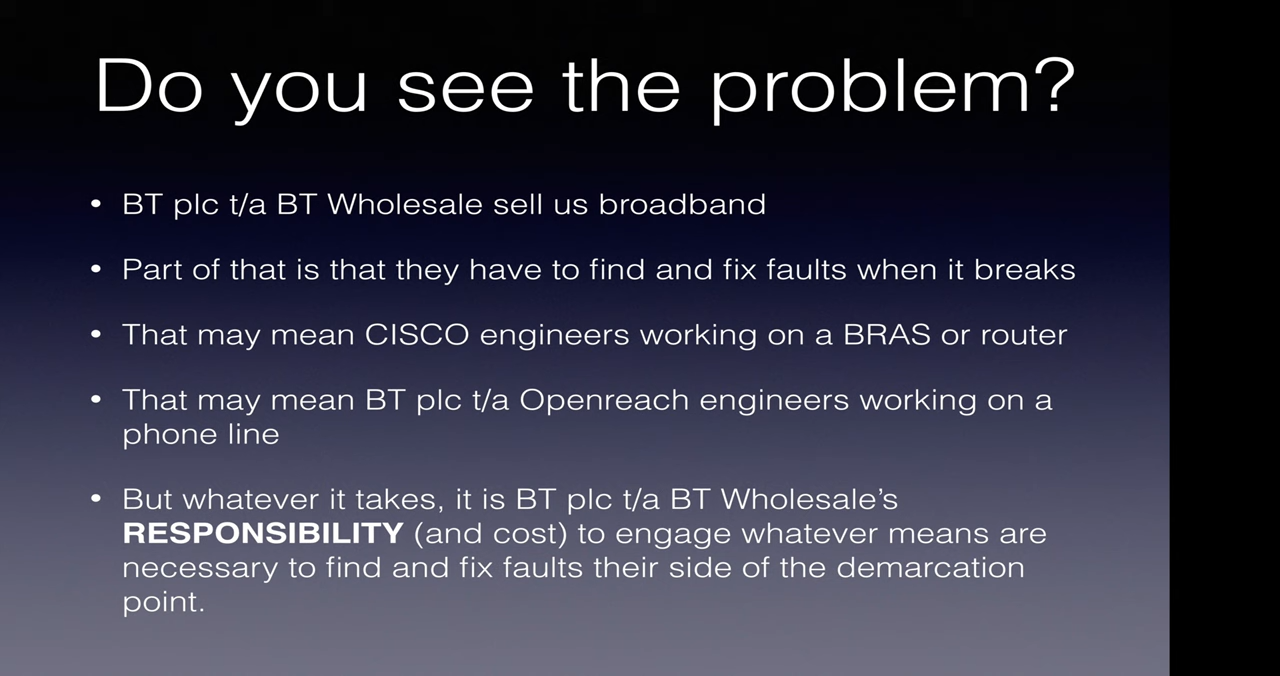 Do you see the problem?
• BT plc t/a BT Wholesale sell us broadband
• Part of that is that they have to find and fix faults when it breaks
• That may mean CISCO engineers working on a BRAS or router
• That may mean BT plc t/a Openreach engineers working on a
phone line
• But whatever it takes, it is BT plc t/a BT Wholesale’s
RESPONSIBILITY (and cost) to engage whatever means are
necessary to find and fix faults their side of the demarcation
point.